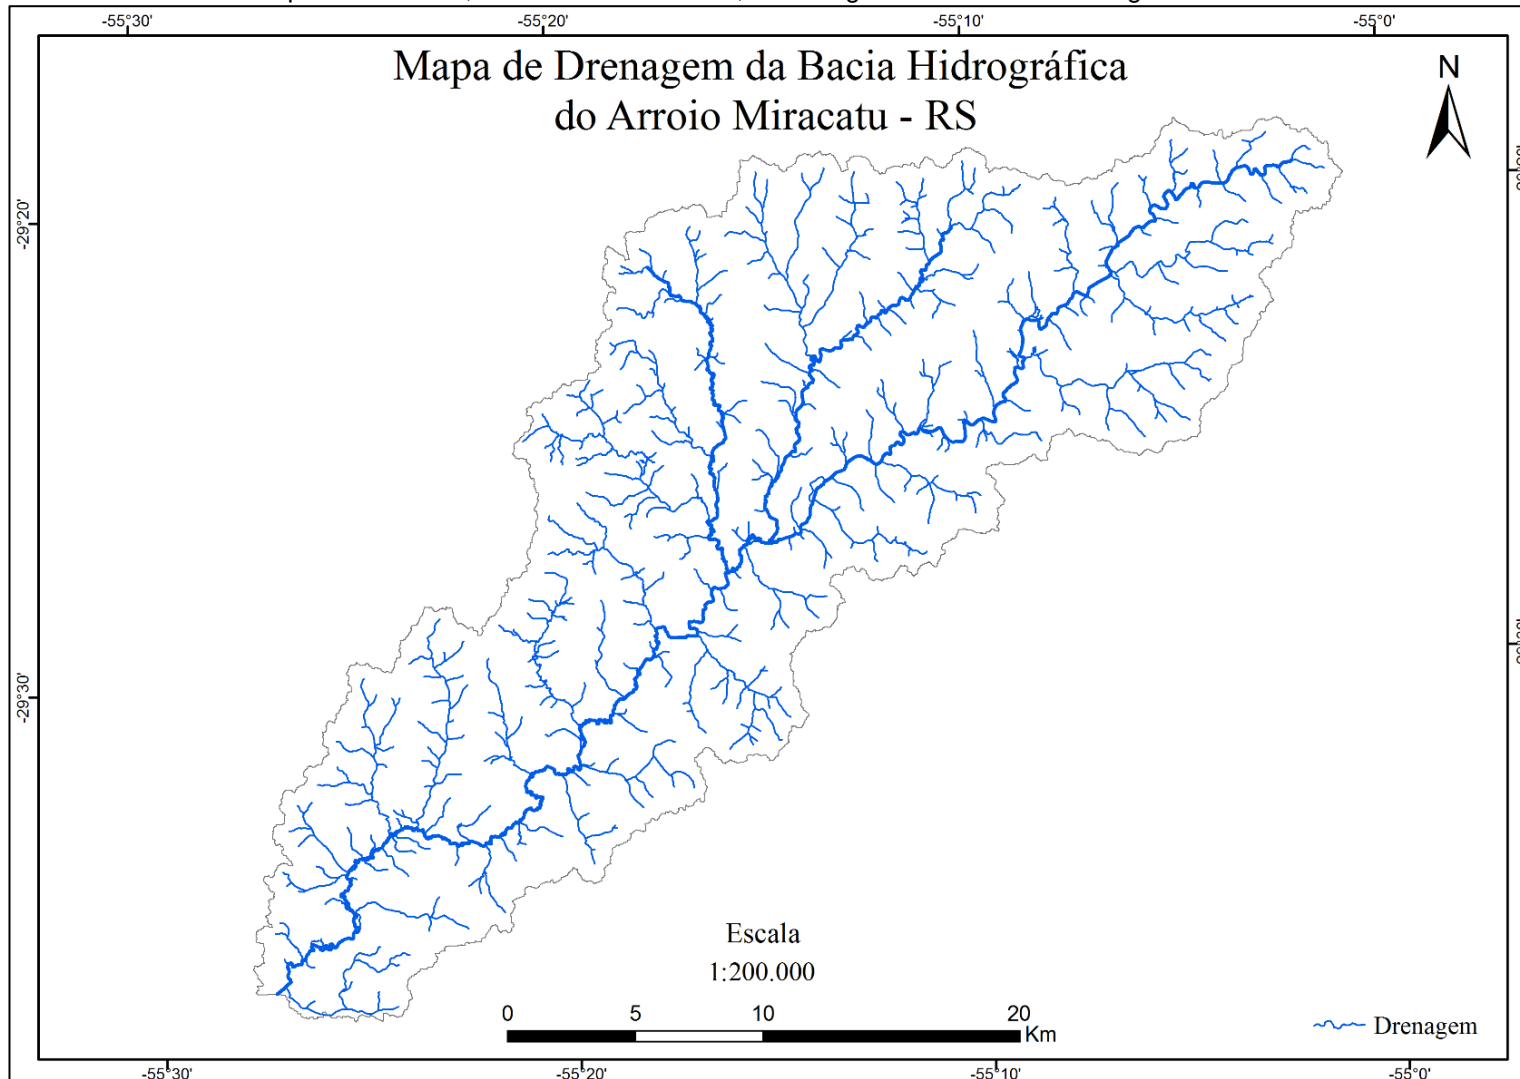 -55°30' -55°20' -55°10' -55°0'
Mapa de Drenagem da Bacia Hidrográfica
do Arroio Miracatu - RS
N
-29°20'
-29°30'
Escala
1:200.000
0 5 10 20
Km
Drenagem
-55°30' -55°20' -55°10' -55°0'